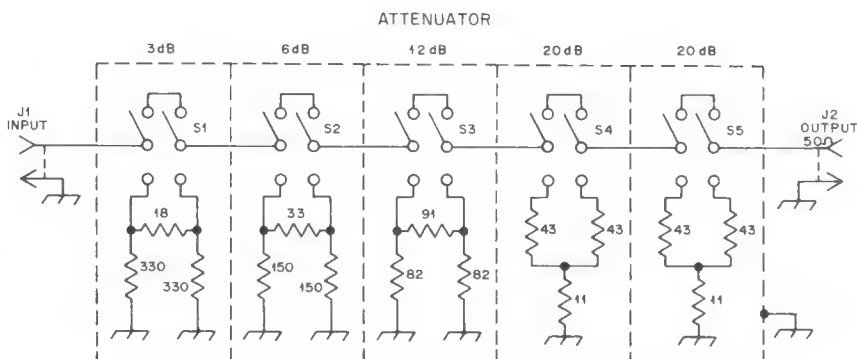 ATTENUATOR
3dB 6dB 12dB 20dB 20dB
J1
INPUT
S1 S2 S3 S4 S5
J2
OUTPUT
50Ω
18 33 91
43 43 43 43
330 150 82
330 150 82
11 11